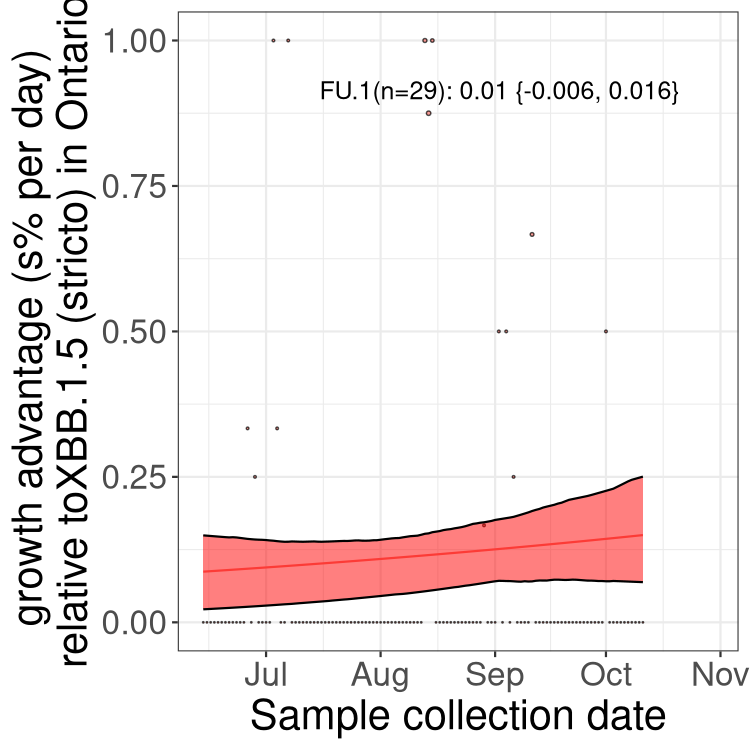 growth advantage (s% per day)
relative toXBB.1.5 (stricto) in Ontario
1.00
0.75
0.50
0.25
0.00
FU.1(n=29): 0.01 {-0.006, 0.016}
Jul
Aug
Sep
Oct
Nov
Sample collection date